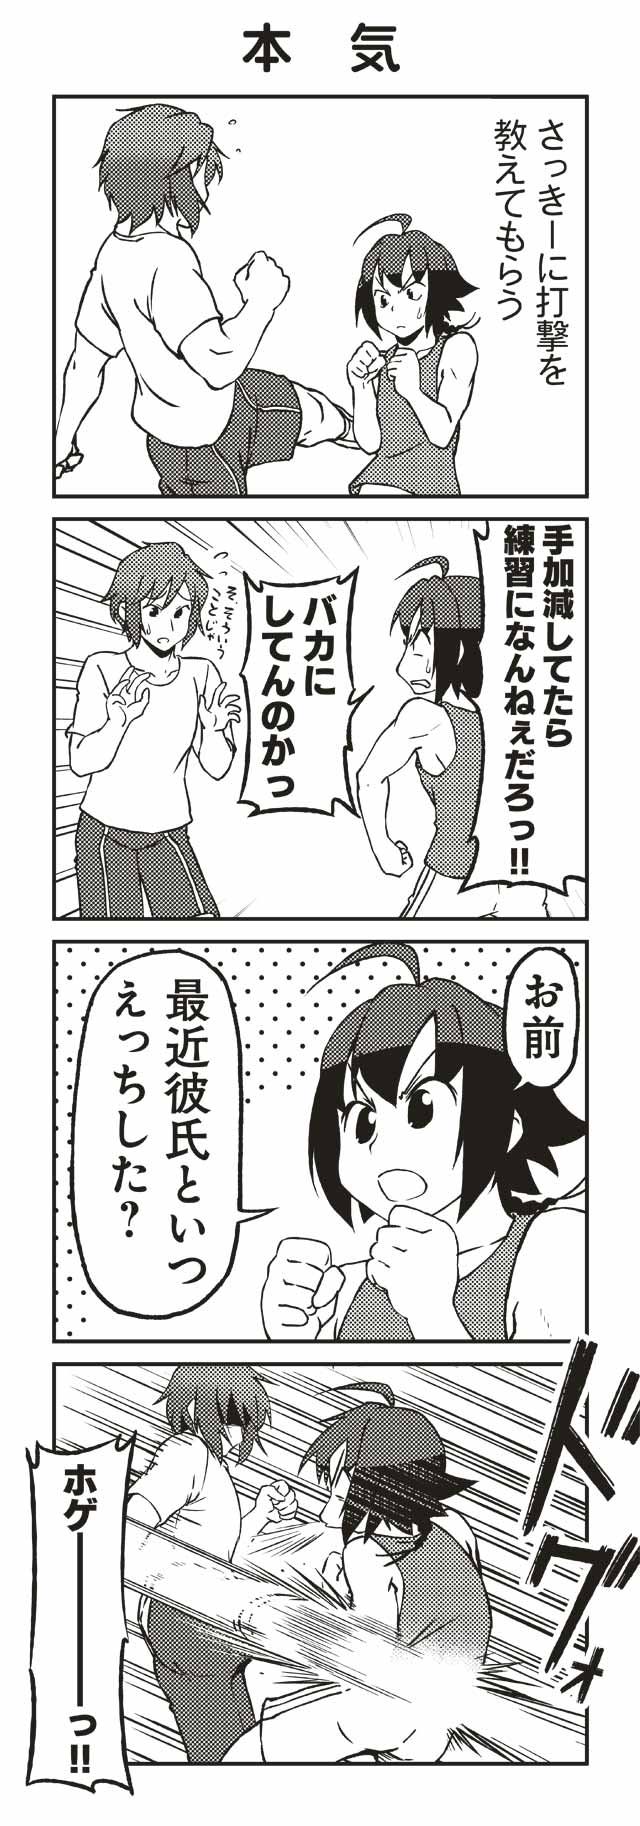 本気
さっきーに打撃を
教えてもらう
手加減してたら
練習になんねぇだろっ!!
バカに
してんのかっ
そ、そういう
ことじゃ
お前
最近彼氏といつ
えっちした?
ドゴォ
ホゲーーーっ!!